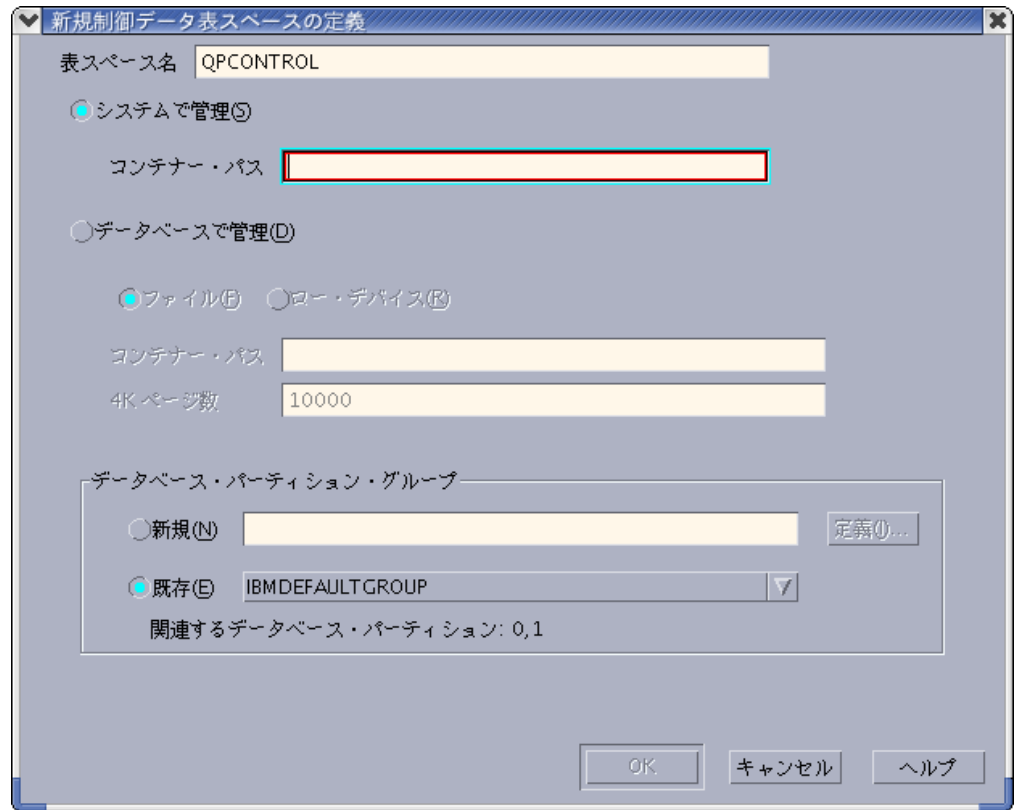 新規制御データ表スペースの定義
表スペース名 QPCONTROL
システムで管理(S)
コンテナー・パス
データベースで管理(D)
ファイル(F) ロー・デバイス(R)
コンテナー・パス
4K ページ数 10000
データベース・パーティション・グループ
新規(N) 定義(I)...
既存(E) IBMDEFAULTGROUP
関連するデータベース・パーティション: 0,1
OK キャンセル ヘルプ